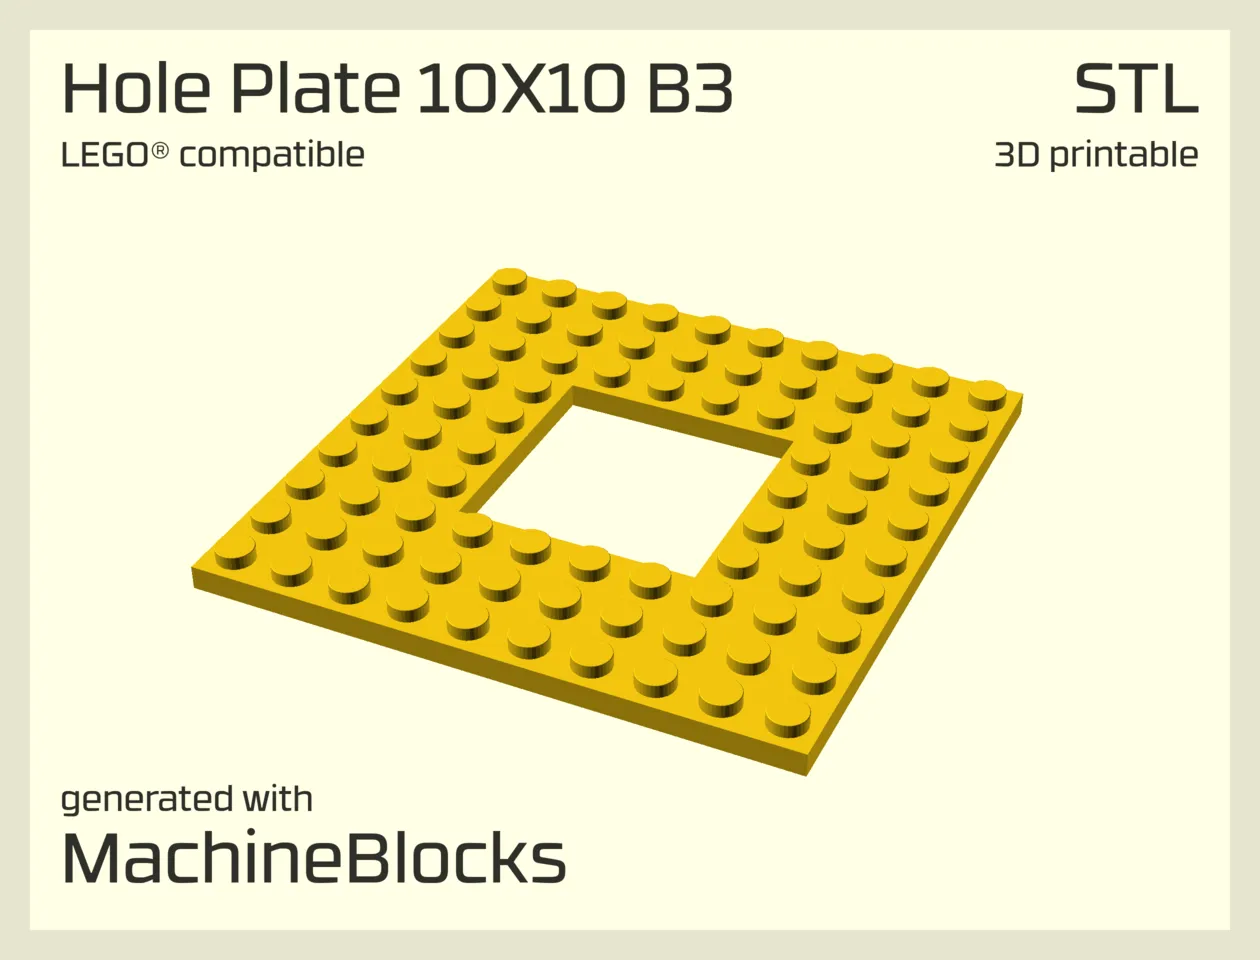 Hole Plate 10X10 B3
STL
LEGO® compatible
3D printable
generated with
MachineBlocks